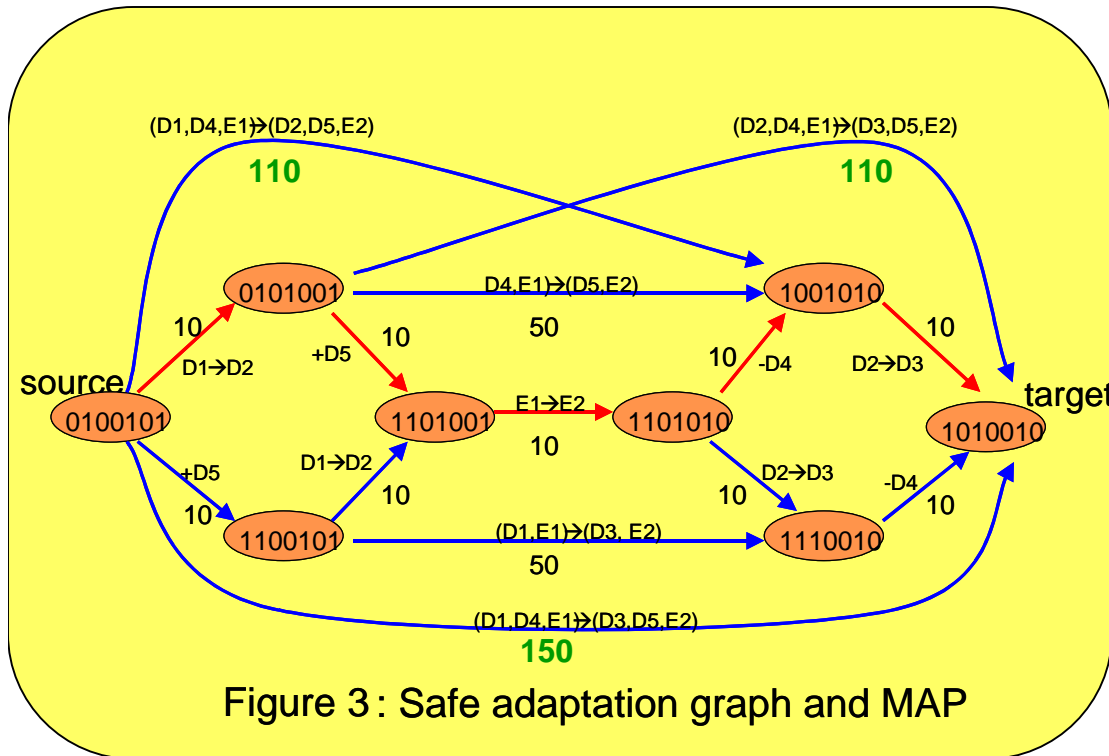 (D1,D4,E1)→(D2,D5,E2)
(D2,D4,E1)→(D3,D5,E2)
110
110
0101001
D4,E1)→(D5,E2)
1001010
10
50
10
10
+D5
10
-D4
D1→D2
D2→D3
source
target
0100101
1101001
E1→E2
1101010
1010010
10
+D5
D1→D2
D2→D3
-D4
10
10
10
10
1100101
(D1,E1)→(D3, E2)
1110010
50
(D1,D4,E1)→(D3,D5,E2)
150
Figure 3 : Safe adaptation graph and MAP